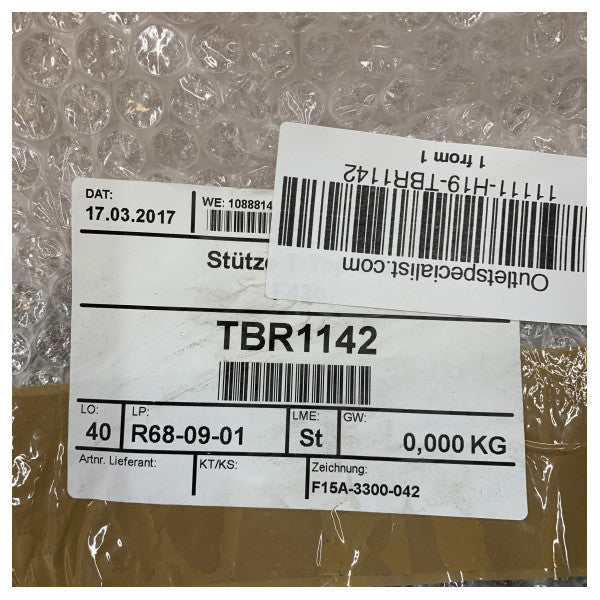 1 from 1
11111-H19-TBR1142
Outletspecialist.com
DAT:
17.03.2017
WE: 1088814
Stütze
TBR1142
LO:
40
LP:
R68-09-01
LME:
St
GW:
0,000 KG
Artnr. Lieferant:
KT/KS:
Zeichnung:
F15A-3300-042